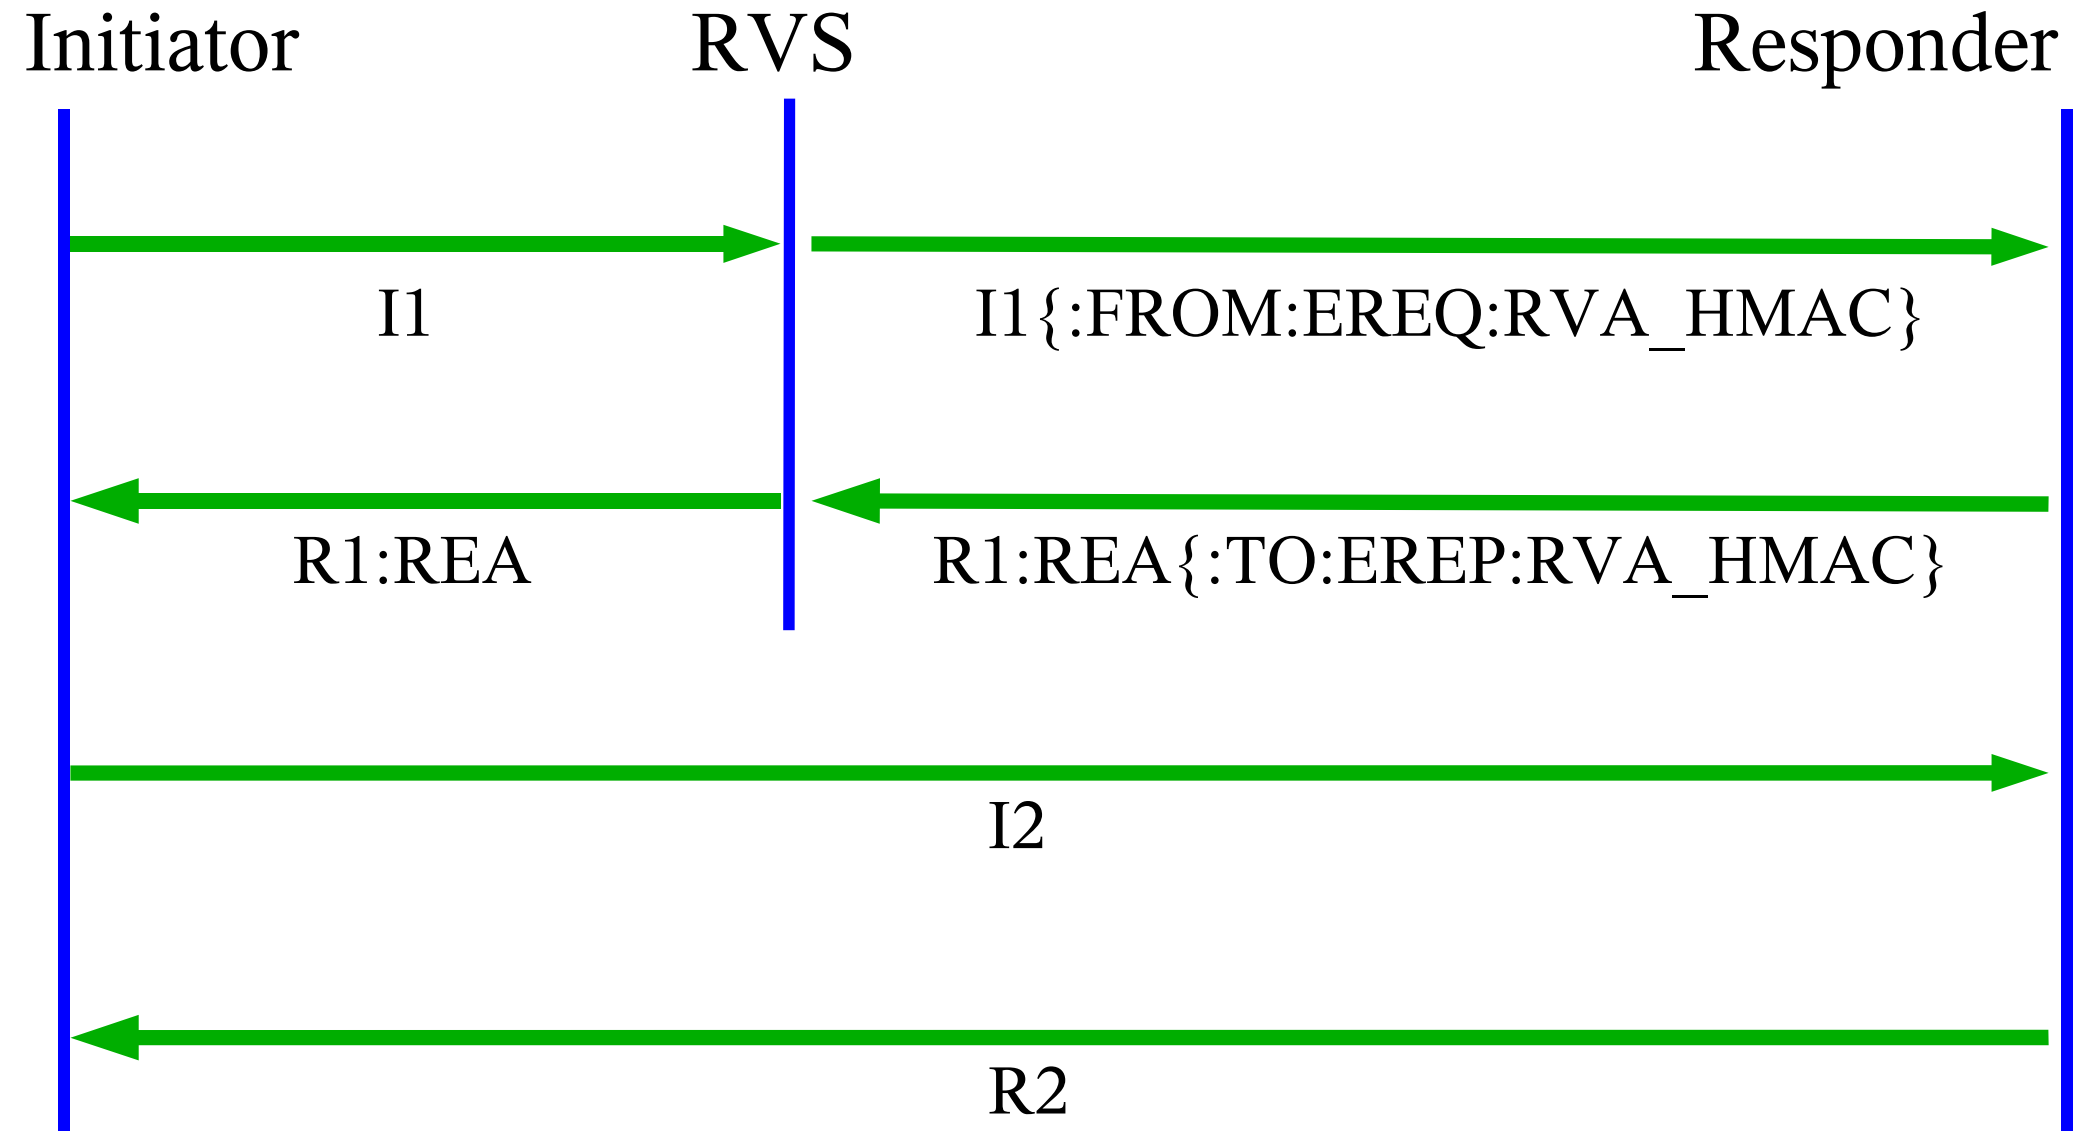 Initiator RVS Responder
I1 I1{:FROM:EREQ:RVA_HMAC}
R1:REA R1:REA{:TO:EREP:RVA_HMAC}
I2
R2